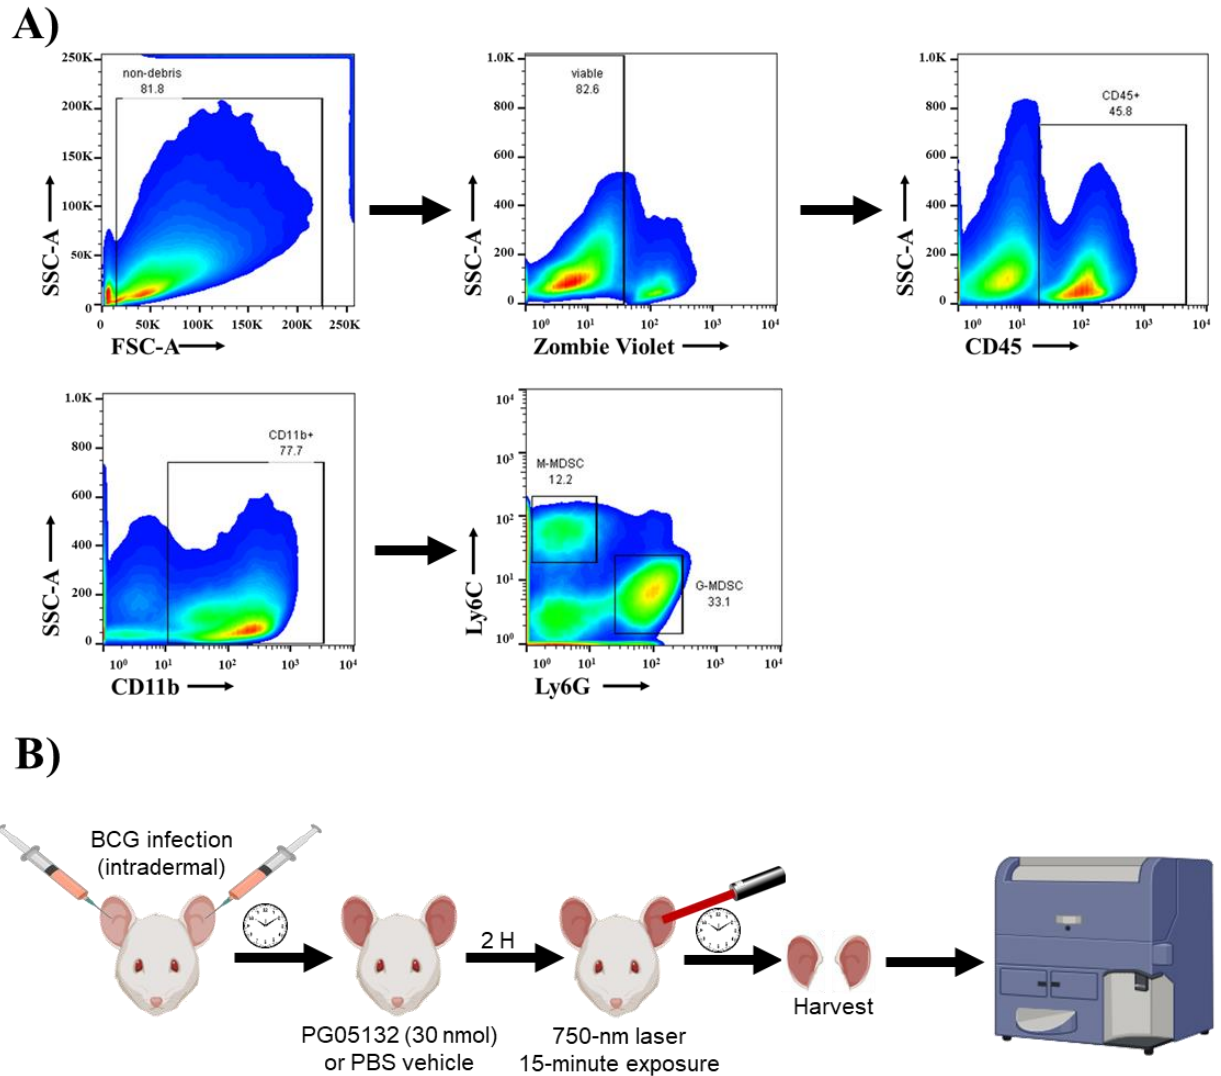 A)
non-debris
81.8
250K
200K
150K
100K
50K
0
0 50K 100K 150K 200K 250K
SSC-A
FSC-A
viable
82.6
1.0K
800
600
400
200
0
10⁰ 10¹ 10² 10³ 10⁴
SSC-A
Zombie Violet
CD45+
45.8
1.0K
800
600
400
200
0
10⁰ 10¹ 10² 10³ 10⁴
SSC-A
CD45
CD11b+
77.7
1.0K
800
600
400
200
0
10⁰ 10¹ 10² 10³ 10⁴
SSC-A
CD11b
M-MDSC
12.2
G-MDSC
33.1
10⁴
10³
10²
10¹
10⁰
10⁰ 10¹ 10² 10³ 10⁴
Ly6C
Ly6G
B)
BCG infection
(intradermal)
2 H
PG05132 (30 nmol)
or PBS vehicle
750-nm laser
15-minute exposure
Harvest